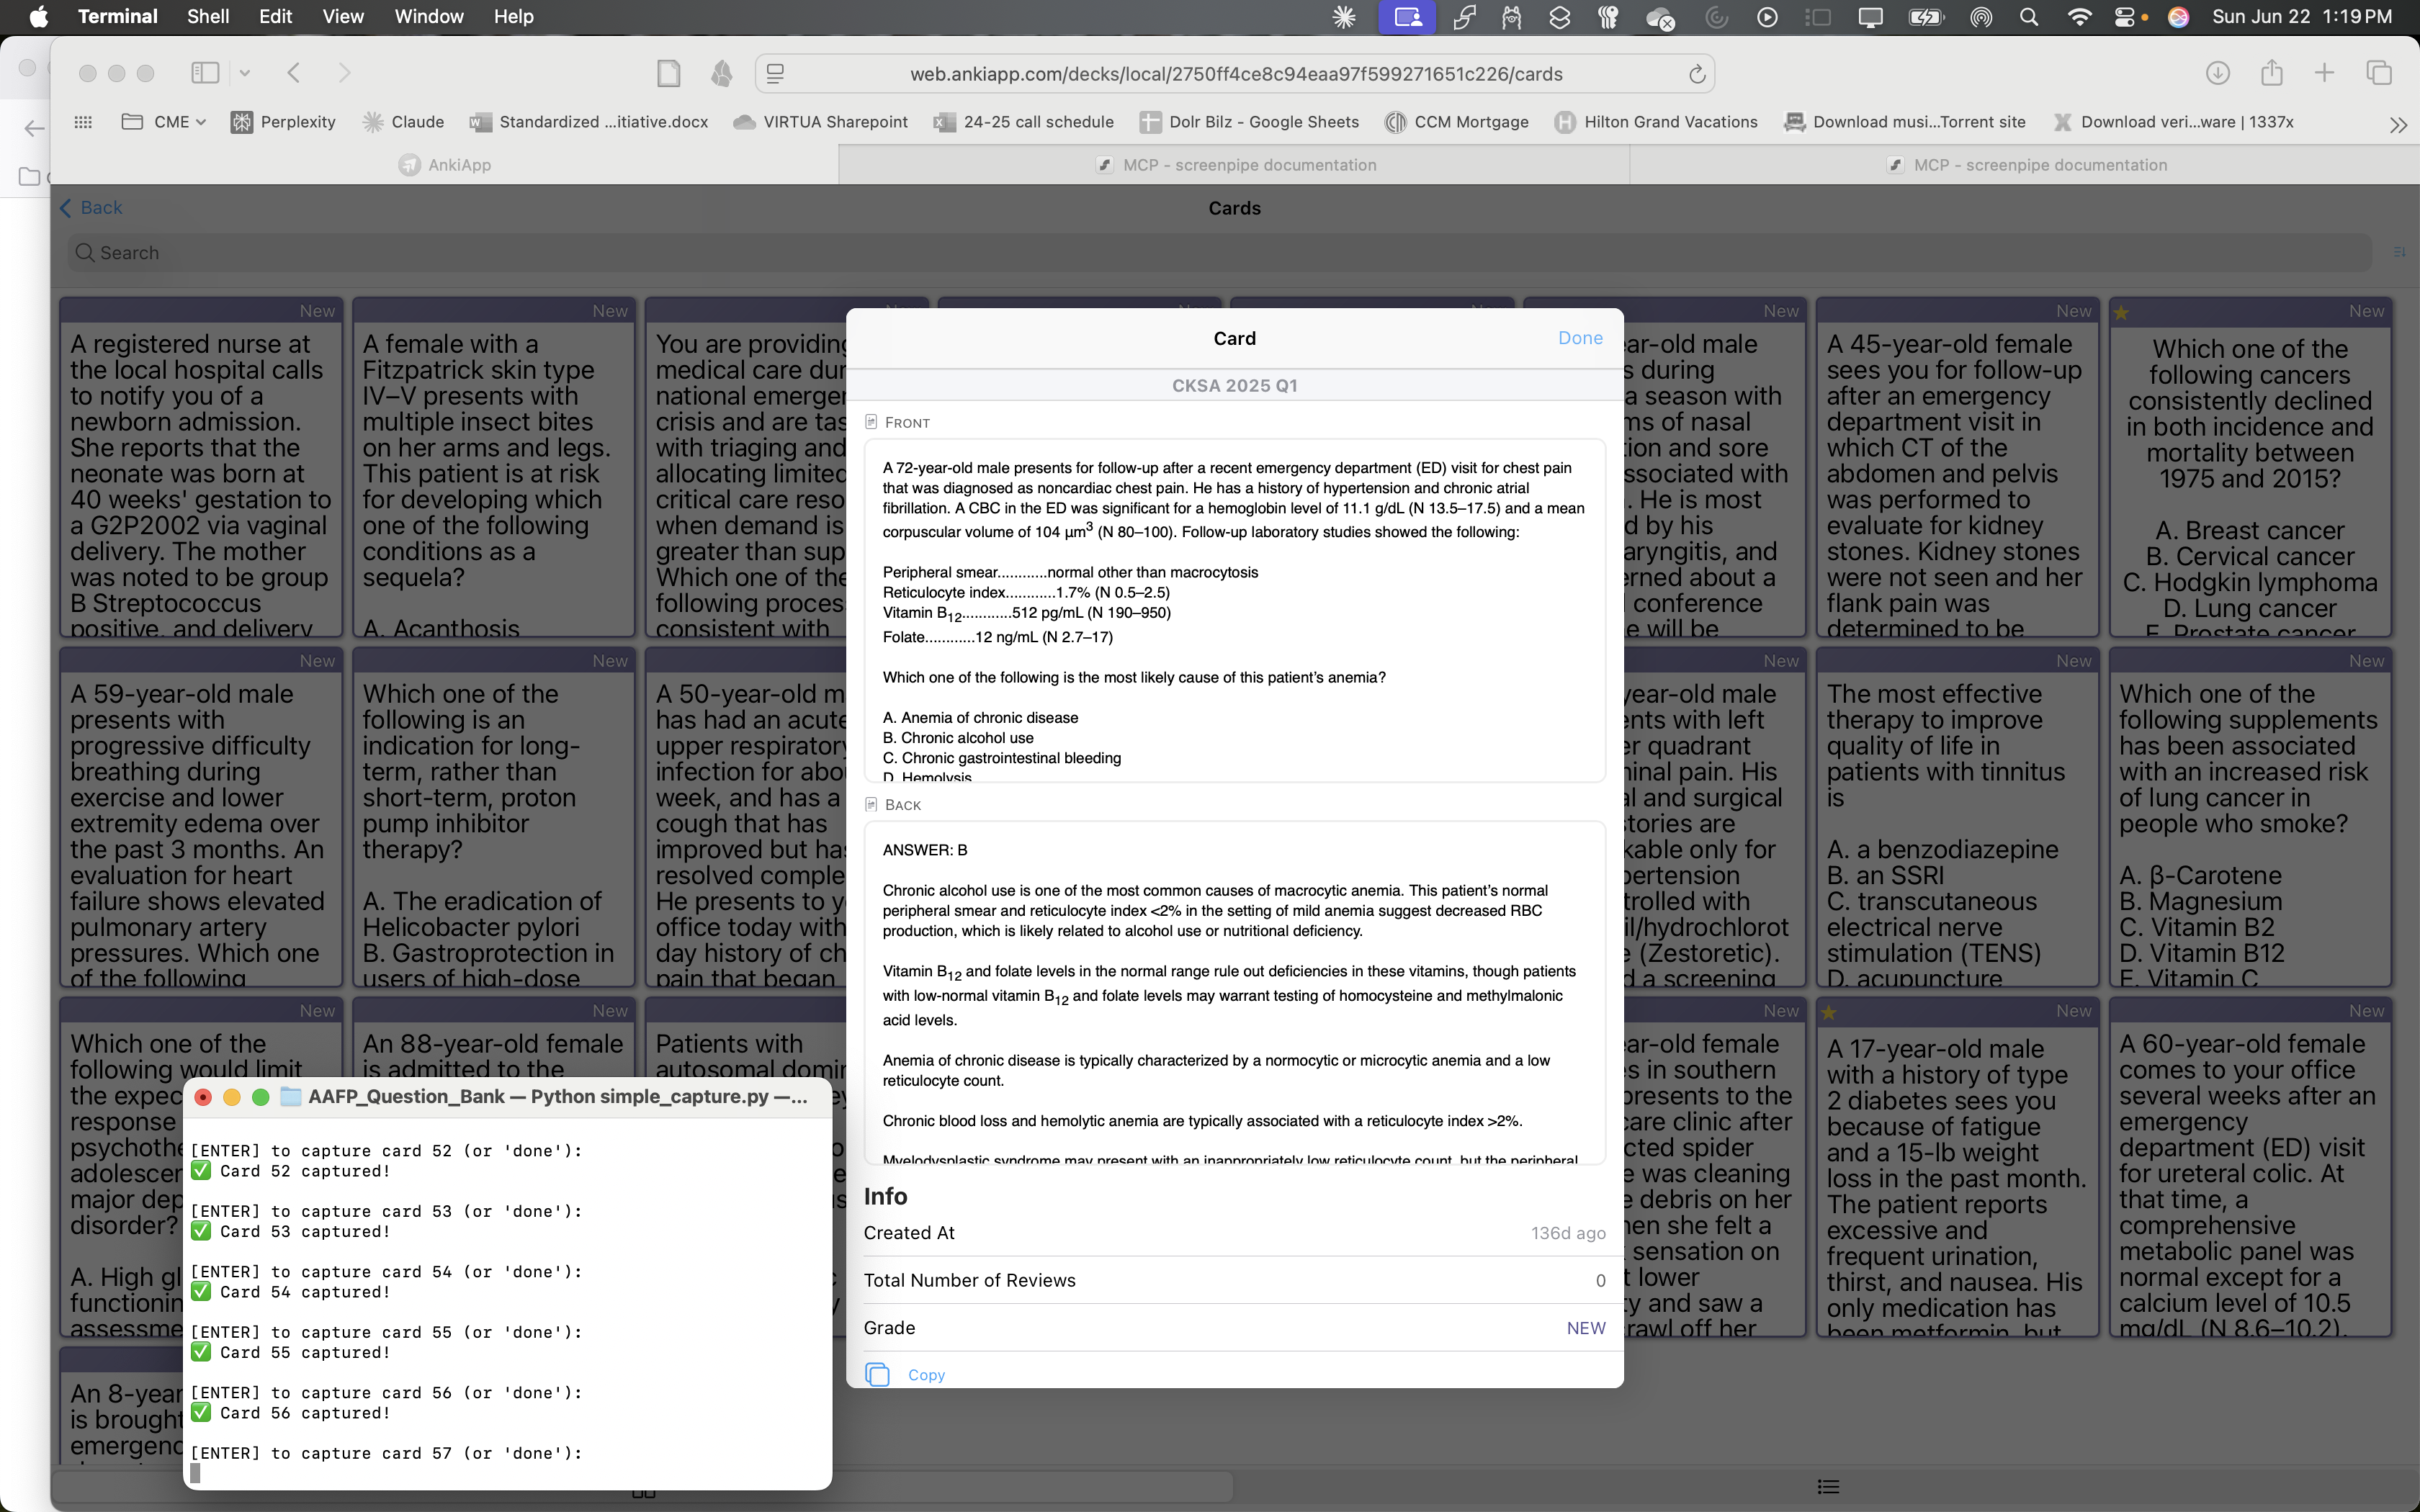 Terminal Shell Edit View Window Help
Sun Jun 22 1:19 PM
web.ankiapp.com/decks/local/2750ff4ce8c94eaa97f599271651c226/cards
CME Perplexity Claude Standardized ...itiative.docx VIRTUA Sharepoint 24-25 call schedule Dolr Bilz - Google Sheets CCM Mortgage Hilton Grand Vacations Download musi...Torrent site Download veri...ware | 1337x
AnkiApp
MCP - screenpipe documentation
MCP - screenpipe documentation
Back
Cards
Search
New
A registered nurse at
the local hospital calls
to notify you of a
newborn admission.
She reports that the
neonate was born at
40 weeks' gestation to
a G2P2002 via vaginal
delivery. The mother
was noted to be group
B Streptococcus
positive, and delivery
New
A female with a
Fitzpatrick skin type
IV–V presents with
multiple insect bites
on her arms and legs.
This patient is at risk
for developing which
one of the following
conditions as a
sequela?
A. Acanthosis
You are providing
medical care dur
national emerger
crisis and are tas
with triaging and
allocating limited
critical care reso
when demand is
greater than sup
Which one of the
following proces
consistent with
New
ar-old male
s during
a season with
ms of nasal
ion and sore
ssociated with
. He is most
d by his
aryngitis, and
erned about a
conference
e will be
New
A 45-year-old female
sees you for follow-up
after an emergency
department visit in
which CT of the
abdomen and pelvis
was performed to
evaluate for kidney
stones. Kidney stones
were not seen and her
flank pain was
determined to be
New
Which one of the
following cancers
consistently declined
in both incidence and
mortality between
1975 and 2015?
A. Breast cancer
B. Cervical cancer
C. Hodgkin lymphoma
D. Lung cancer
E. Prostate cancer
New
A 59-year-old male
presents with
progressive difficulty
breathing during
exercise and lower
extremity edema over
the past 3 months. An
evaluation for heart
failure shows elevated
pulmonary artery
pressures. Which one
of the following
New
Which one of the
following is an
indication for long-
term, rather than
short-term, proton
pump inhibitor
therapy?
A. The eradication of
Helicobacter pylori
B. Gastroprotection in
users of high-dose
A 50-year-old m
has had an acute
upper respiratory
infection for abo
week, and has a
cough that has
improved but has
resolved comple
He presents to y
office today with
day history of ch
pain that began
New
year-old male
nts with left
er quadrant
minal pain. His
al and surgical
tories are
kable only for
ertension
trolled with
il/hydrochlorot
e (Zestoretic).
d a screening
New
The most effective
therapy to improve
quality of life in
patients with tinnitus
is
A. a benzodiazepine
B. an SSRI
C. transcutaneous
electrical nerve
stimulation (TENS)
D. acupuncture
New
Which one of the
following supplements
has been associated
with an increased risk
of lung cancer in
people who smoke?
A. β-Carotene
B. Magnesium
C. Vitamin B2
D. Vitamin B12
E. Vitamin C
New
Which one of the
following would limit
the expec
response
psychothe
adolescen
major dep
disorder?
A. High gl
functionin
assessme
New
An 88-year-old female
is admitted to the
Patients with
autosomal domin
New
ar-old female
s in southern
presents to the
care clinic after
cted spider
e was cleaning
e debris on her
hen she felt a
sensation on
t lower
ty and saw a
rawl off her
New
A 17-year-old male
with a history of type
2 diabetes sees you
because of fatigue
and a 15-lb weight
loss in the past month.
The patient reports
excessive and
frequent urination,
thirst, and nausea. His
only medication has
been metformin, but
New
A 60-year-old female
comes to your office
several weeks after an
emergency
department (ED) visit
for ureteral colic. At
that time, a
comprehensive
metabolic panel was
normal except for a
calcium level of 10.5
mg/dL (N 8.6–10.2).
An 8-year
is brought
emergenc
Card
Done
CKSA 2025 Q1
FRONT
A 72-year-old male presents for follow-up after a recent emergency department (ED) visit for chest pain
that was diagnosed as noncardiac chest pain. He has a history of hypertension and chronic atrial
fibrillation. A CBC in the ED was significant for a hemoglobin level of 11.1 g/dL (N 13.5–17.5) and a mean
corpuscular volume of 104 μm3 (N 80–100). Follow-up laboratory studies showed the following:
Peripheral smear............normal other than macrocytosis
Reticulocyte index............1.7% (N 0.5–2.5)
Vitamin B12............512 pg/mL (N 190–950)
Folate............12 ng/mL (N 2.7–17)
Which one of the following is the most likely cause of this patient's anemia?
A. Anemia of chronic disease
B. Chronic alcohol use
C. Chronic gastrointestinal bleeding
D. Hemolysis
BACK
ANSWER: B
Chronic alcohol use is one of the most common causes of macrocytic anemia. This patient's normal
peripheral smear and reticulocyte index <2% in the setting of mild anemia suggest decreased RBC
production, which is likely related to alcohol use or nutritional deficiency.
Vitamin B12 and folate levels in the normal range rule out deficiencies in these vitamins, though patients
with low-normal vitamin B12 and folate levels may warrant testing of homocysteine and methylmalonic
acid levels.
Anemia of chronic disease is typically characterized by a normocytic or microcytic anemia and a low
reticulocyte count.
Chronic blood loss and hemolytic anemia are typically associated with a reticulocyte index >2%.
Myelodysplastic syndrome may present with an inappropriately low reticulocyte count, but the peripheral
Info
Created At 136d ago
Total Number of Reviews 0
Grade NEW
Copy
AAFP_Question_Bank — Python simple_capture.py —...
[ENTER] to capture card 52 (or 'done'):
✅ Card 52 captured!
[ENTER] to capture card 53 (or 'done'):
✅ Card 53 captured!
[ENTER] to capture card 54 (or 'done'):
✅ Card 54 captured!
[ENTER] to capture card 55 (or 'done'):
✅ Card 55 captured!
[ENTER] to capture card 56 (or 'done'):
✅ Card 56 captured!
[ENTER] to capture card 57 (or 'done'):